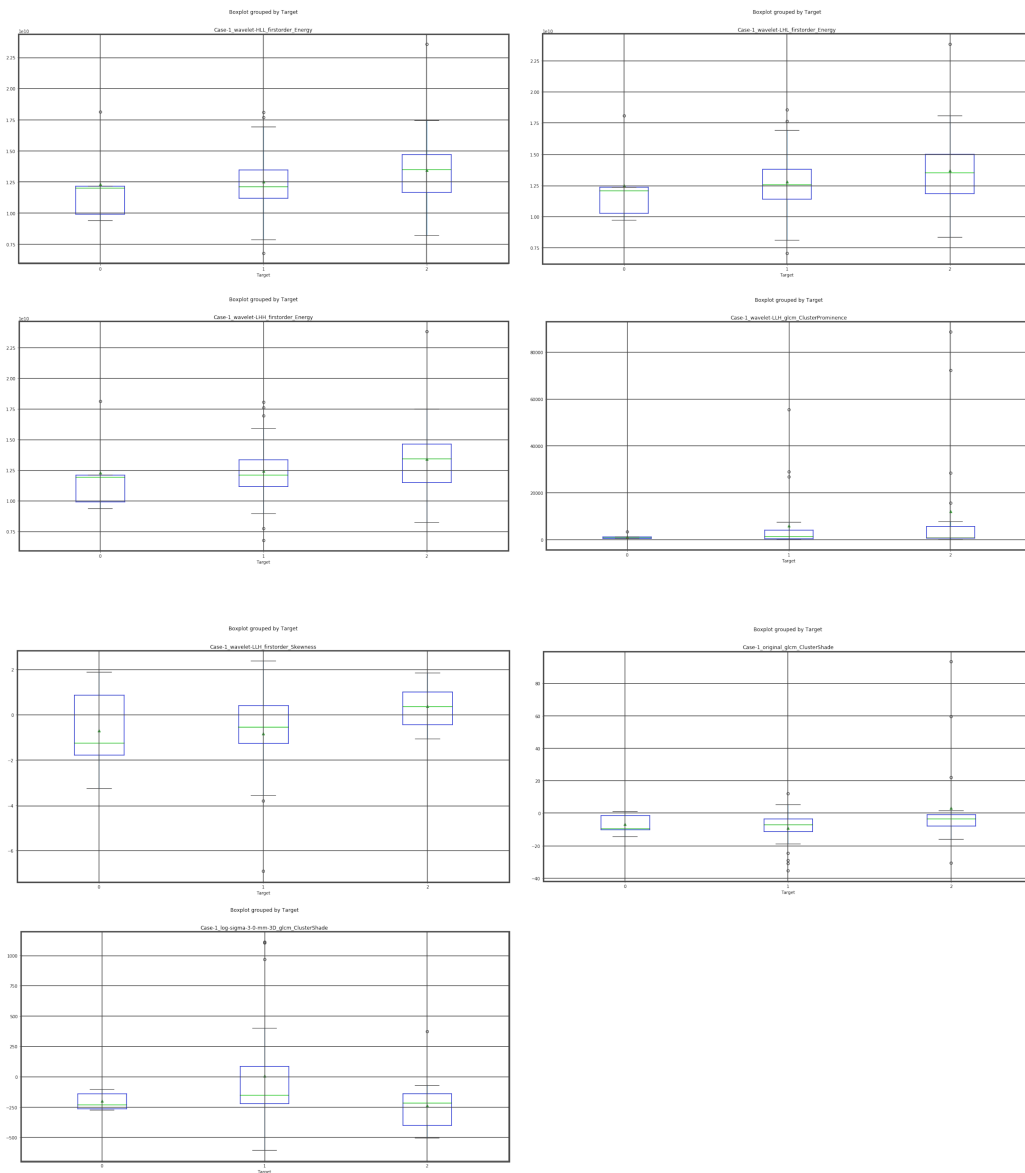 Boxplot grouped by Target
Case-1_wavelet-HLL_firstorder_Energy
1e10
2.25
2.00
1.75
1.50
1.25
1.00
0.75
0
1
2
Target
Boxplot grouped by Target
Case-1_wavelet-LHL_firstorder_Energy
1e10
2.25
2.00
1.75
1.50
1.25
1.00
0.75
0
2
1
2
Target
Boxplot grouped by Target
Case-1_wavelet-LHH_firstorder_Energy
1e10
2.25
2.00
1.75
1.50
1.25
1.00
0.75
0
1
2
Target
Boxplot grouped by Target
Case-1_wavelet-LLH_glcm_ClusterProminence
80000
60000
40000
20000
0
0
1
2
Target
Boxplot grouped by Target
Case-1_wavelet-LLH_firstorder_Skewness
2
0
−2
−4
−6
0
1
2
Target
Boxplot grouped by Target
Case-1_original_glcm_ClusterShade
80
60
40
20
0
−20
−40
0
1
2
Target
Boxplot grouped by Target
Case-1_log-sigma-3-0-mm-3D_glcm_ClusterShade
1000
750
500
250
0
−250
−500
0
1
2
Target